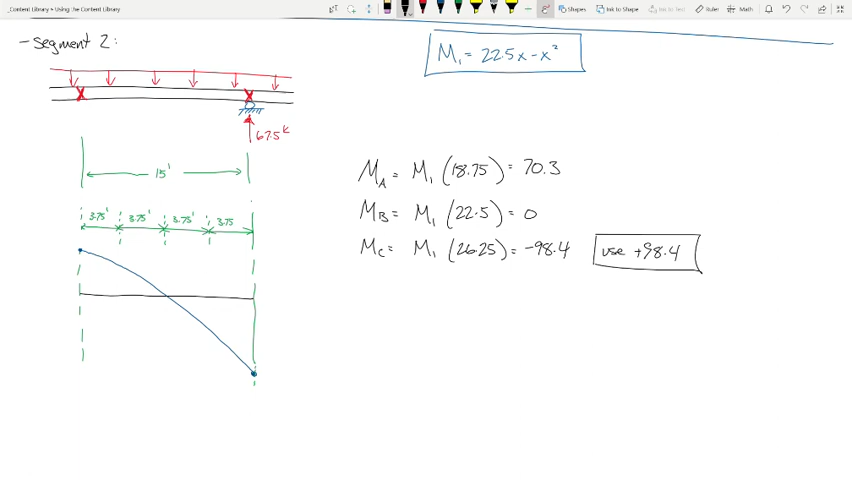 _Content Library » Using the Content Library
Shapes
Ink to Shape
Ink to Text
Ruler
Math
- segment 2:
M₁ = 22.5x - x²
67.5 k
15'
3.75' 3.75' 3.75' 3.75
M_A = M₁ (18.75) = 70.3
M_B = M₁ (22.5) = 0
M_C = M₁ (26.25) = -98.4
use +98.4